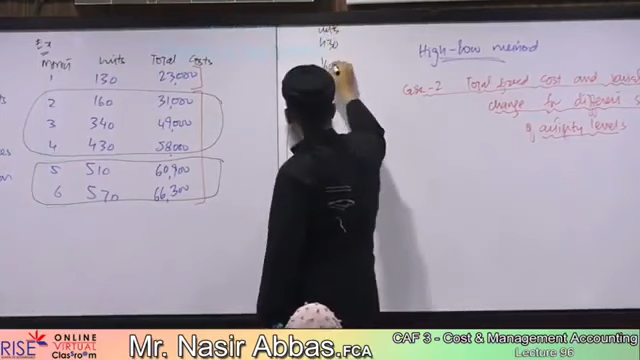 Ex
Month units Total Costs
1 130 23,000
2 160 31,000
3 340 49,000
4 430 58,000
5 510 60,900
6 570 66,300
units
430
High-low method
Case-2 Total fixed cost and
change for different
of activity levels
RISE ONLINE VIRTUAL Classroom
Mr. Nasir Abbas.FCA
CAF 3 - Cost & Management Accounting
Lecture 96